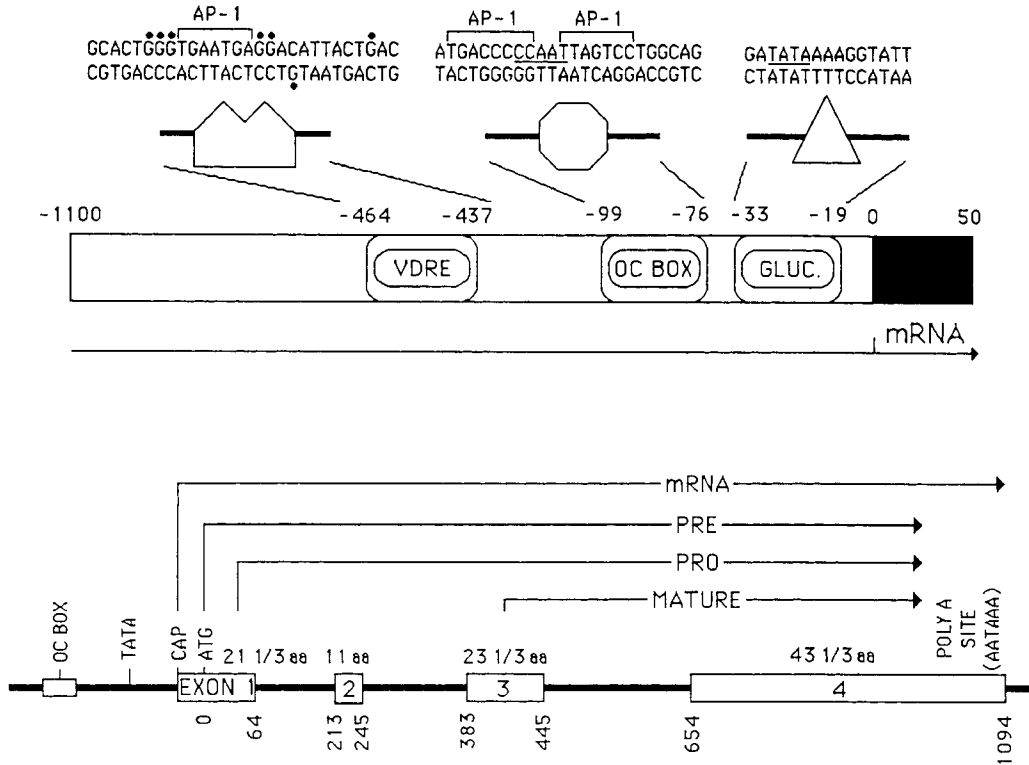 AP-1
GCACTGGGTGAATGAGGACATTACTGAC
CGTGACCCACTTACTCCTGTAATGACTG
AP-1 AP-1
ATGACCCCCAATTAGTCCTGGCAG
TACTGGGGGTTAATCAGGACCGTC
GATATAAAAGGTATT
CTATATTTTCCATAA
-1100 -464 -437 -99 -76 -33 -19 0 50
VDRE OC BOX GLUC.
mRNA
mRNA
PRE
PRO
MATURE
OC BOX
TATA
CAP
ATG
21 1/3 aa 11 aa 23 1/3 aa 43 1/3 aa
POLY A
SITE
(AATAAA)
EXON 1 2 3 4
0 64 213 245 383 445 654 1094